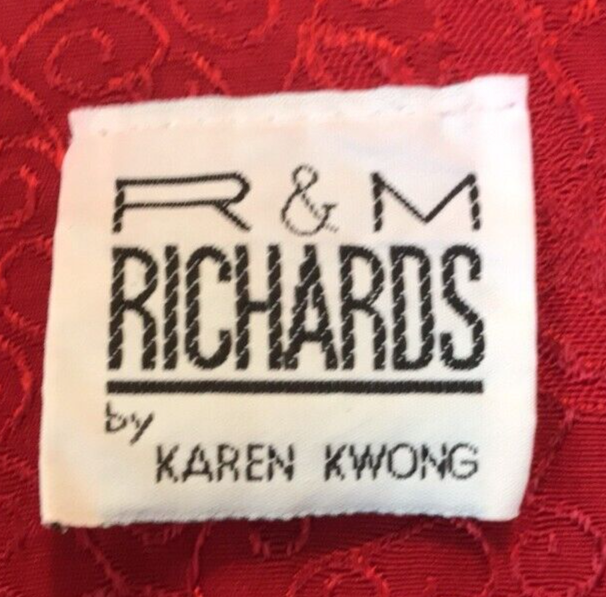 R & M
RICHARDS
by
KAREN KWONG